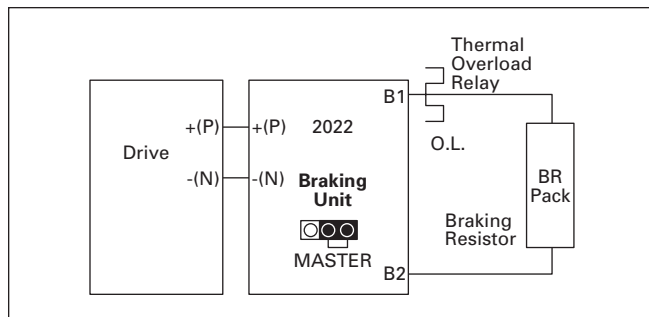 Thermal
Overload
Relay
B1
+(P)
+(P)
2022
O.L.
Drive
-(N)
-(N)
Braking
Unit
BR
Pack
Braking
Resistor
MASTER
B2